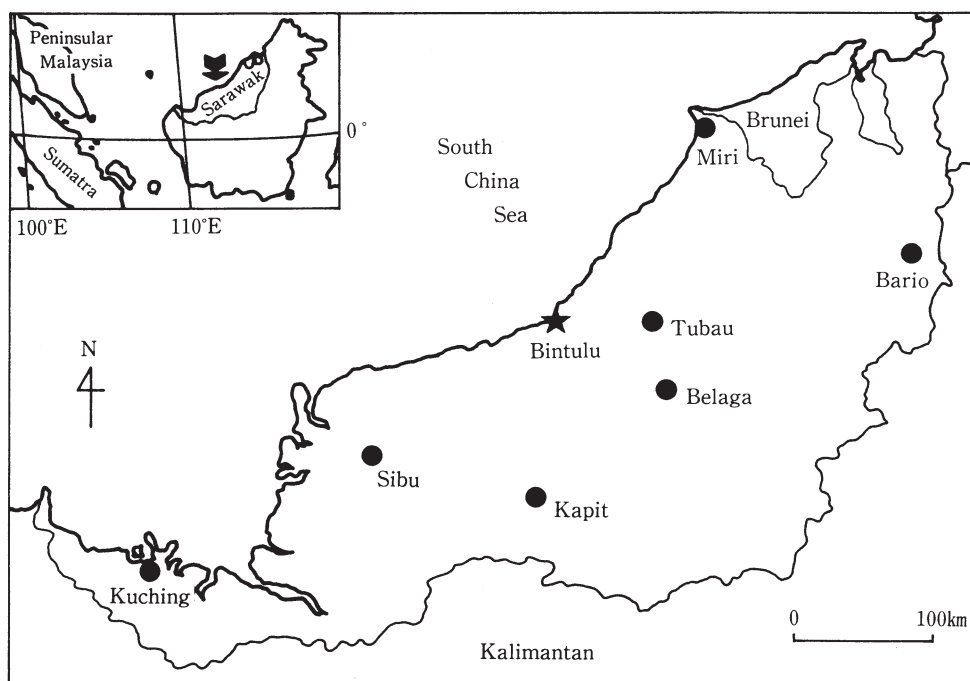 Peninsular
Malaysia
Sarawak
Sumatra
0°
100°E
110°E
South
China
Sea
Brunei
Miri
Bario
Bintulu
Tubau
Belaga
N
Sibu
Kapit
Kuching
Kalimantan
0
100km